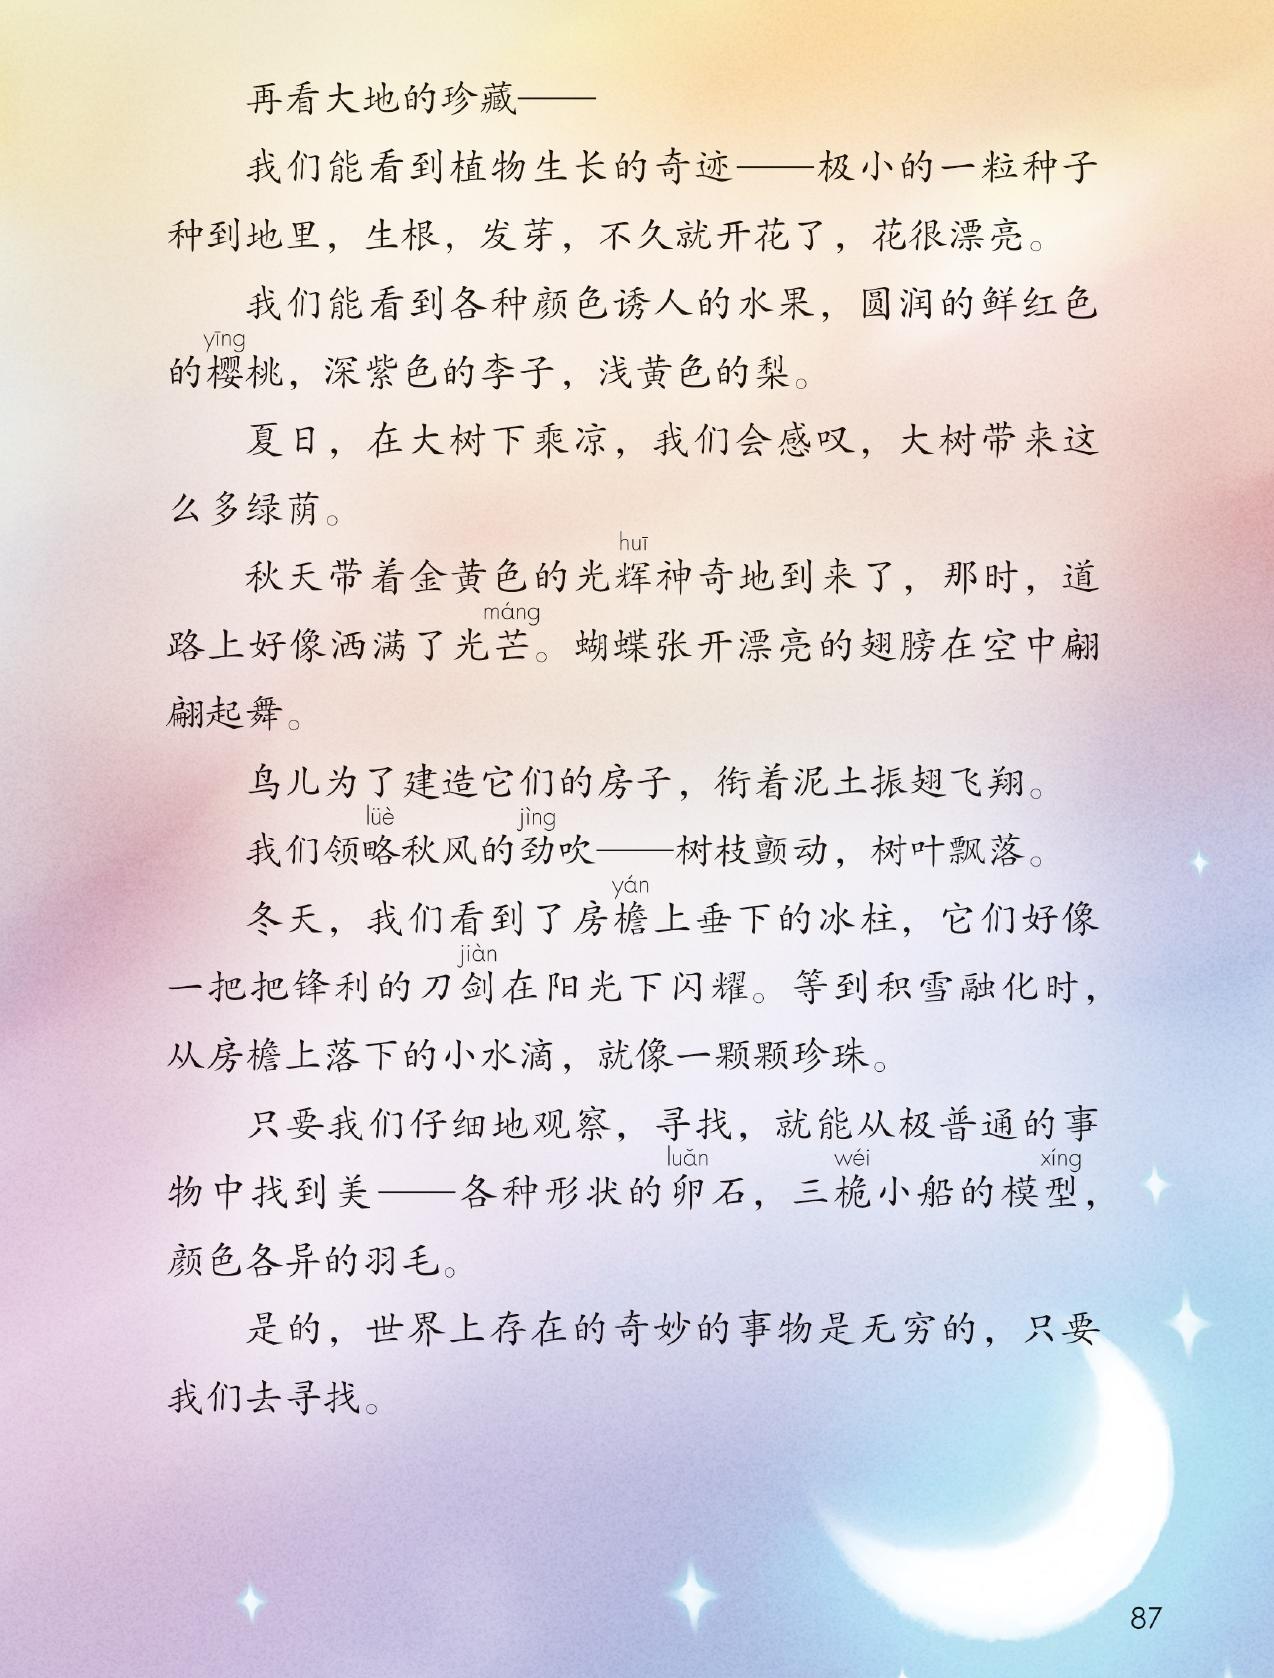 再看大地的珍藏——
我们能看到植物生长的奇迹——极小的一粒种子
种到地里，生根，发芽，不久就开花了，花很漂亮。
我们能看到各种颜色诱人的水果，圆润的鲜红色
yīng
的樱桃，深紫色的李子，浅黄色的梨。
夏日，在大树下乘凉，我们会感叹，大树带来这
么多绿荫。
huī
秋天带着金黄色的光辉神奇地到来了，那时，道
máng
路上好像洒满了光芒。蝴蝶张开漂亮的翅膀在空中翩
翩起舞。
鸟儿为了建造它们的房子，衔着泥土振翅飞翔。
lüè jìng
我们领略秋风的劲吹——树枝颤动，树叶飘落。
yán
冬天，我们看到了房檐上垂下的冰柱，它们好像
jiàn
一把把锋利的刀剑在阳光下闪耀。等到积雪融化时，
从房檐上落下的小水滴，就像一颗颗珍珠。
只要我们仔细地观察，寻找，就能从极普通的事
luǎn wéi xíng
物中找到美——各种形状的卵石，三桅小船的模型，
颜色各异的羽毛。
是的，世界上存在的奇妙的事物是无穷的，只要
我们去寻找。
87